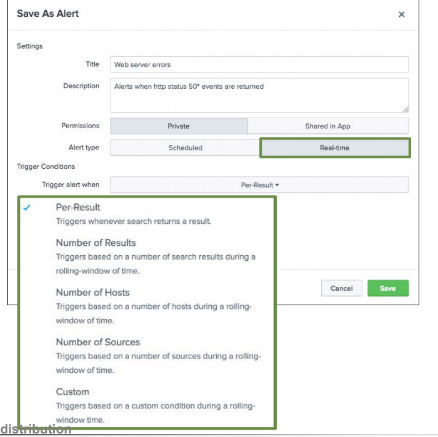 Save As Alert
×
Settings
Title Web server errors
Description Alerts when http status 50* events are returned
Permissions Private Shared in App
Alert type Scheduled Real-time
Trigger Conditions
Trigger alert when Per-Result
Per-Result
Triggers whenever search returns a result.
Number of Results
Triggers based on a number of search results during a
rolling-window of time.
Number of Hosts
Triggers based on a number of hosts during a rolling-
window of time.
Number of Sources
Triggers based on a number of sources during a rolling-
window of time.
Custom
Triggers based on a custom condition during a rolling-
window time.
Cancel Save
distribution